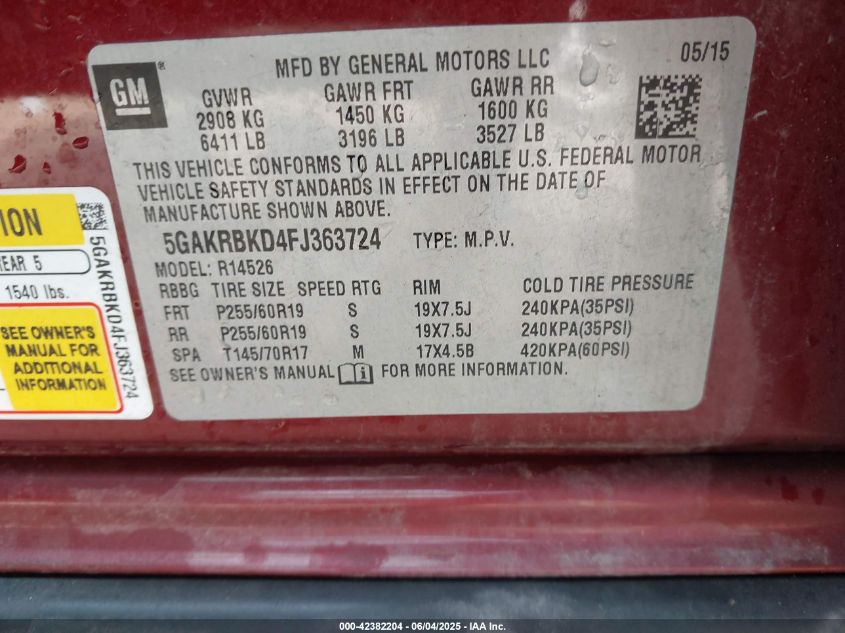 GM
®
MFD BY GENERAL MOTORS LLC
05/15
GVWR GAWR FRT GAWR RR
2908 KG 1450 KG 1600 KG
6411 LB 3196 LB 3527 LB
THIS VEHICLE CONFORMS TO ALL APPLICABLE U.S. FEDERAL MOTOR
VEHICLE SAFETY STANDARDS IN EFFECT ON THE DATE OF
MANUFACTURE SHOWN ABOVE.
5GAKRBKD4FJ363724 TYPE: M.P.V.
MODEL: R14526
RBBG TIRE SIZE SPEED RTG RIM COLD TIRE PRESSURE
FRT P255/60R19 S 19X7.5J 240KPA(35PSI)
RR P255/60R19 S 19X7.5J 240KPA(35PSI)
SPA T145/70R17 M 17X4.5B 420KPA(60PSI)
SEE OWNER'S MANUAL FOR MORE INFORMATION.
REAR 5
1540 lbs.
SEE OWNER'S
MANUAL FOR
ADDITIONAL
INFORMATION
5GAKRBKD4FJ363724
000-42382204 - 06/04/2025 - IAA Inc.